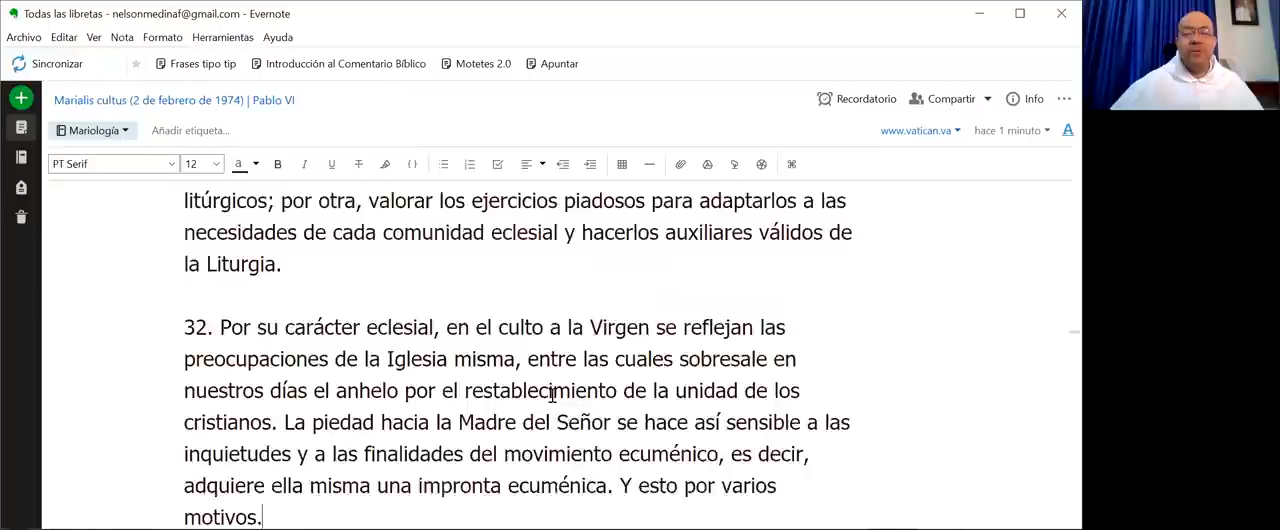 Todas las libretas - nelsonmedinaf@gmail.com - Evernote
Archivo Editar Ver Nota Formato Herramientas Ayuda
Sincronizar Frases tipo tip Introducción al Comentario Bíblico Motetes 2.0 Apuntar
Marialis cultus (2 de febrero de 1974) | Pablo VI Recordatorio Compartir Info
Mariología Añadir etiqueta... www.vatican.va hace 1 minuto A
PT Serif 12 a B I U T
litúrgicos; por otra, valorar los ejercicios piadosos para adaptarlos a las
necesidades de cada comunidad eclesial y hacerlos auxiliares válidos de
la Liturgia.
32. Por su carácter eclesial, en el culto a la Virgen se reflejan las
preocupaciones de la Iglesia misma, entre las cuales sobresale en
nuestros días el anhelo por el restablecimiento de la unidad de los
cristianos. La piedad hacia la Madre del Señor se hace así sensible a las
inquietudes y a las finalidades del movimiento ecuménico, es decir,
adquiere ella misma una impronta ecuménica. Y esto por varios
motivos.